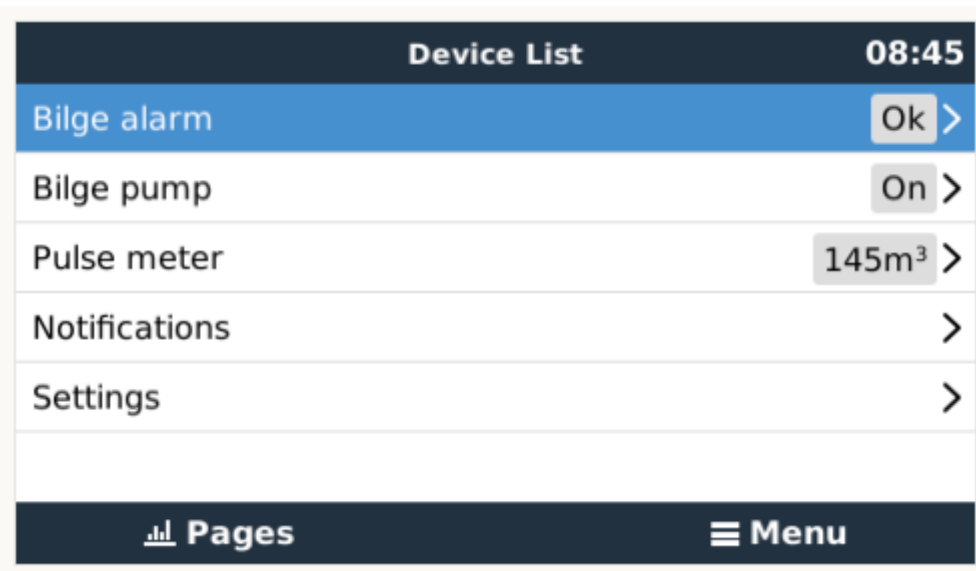 Device List 08:45
Bilge alarm Ok
Bilge pump On
Pulse meter 145m³
Notifications
Settings
Pages Menu